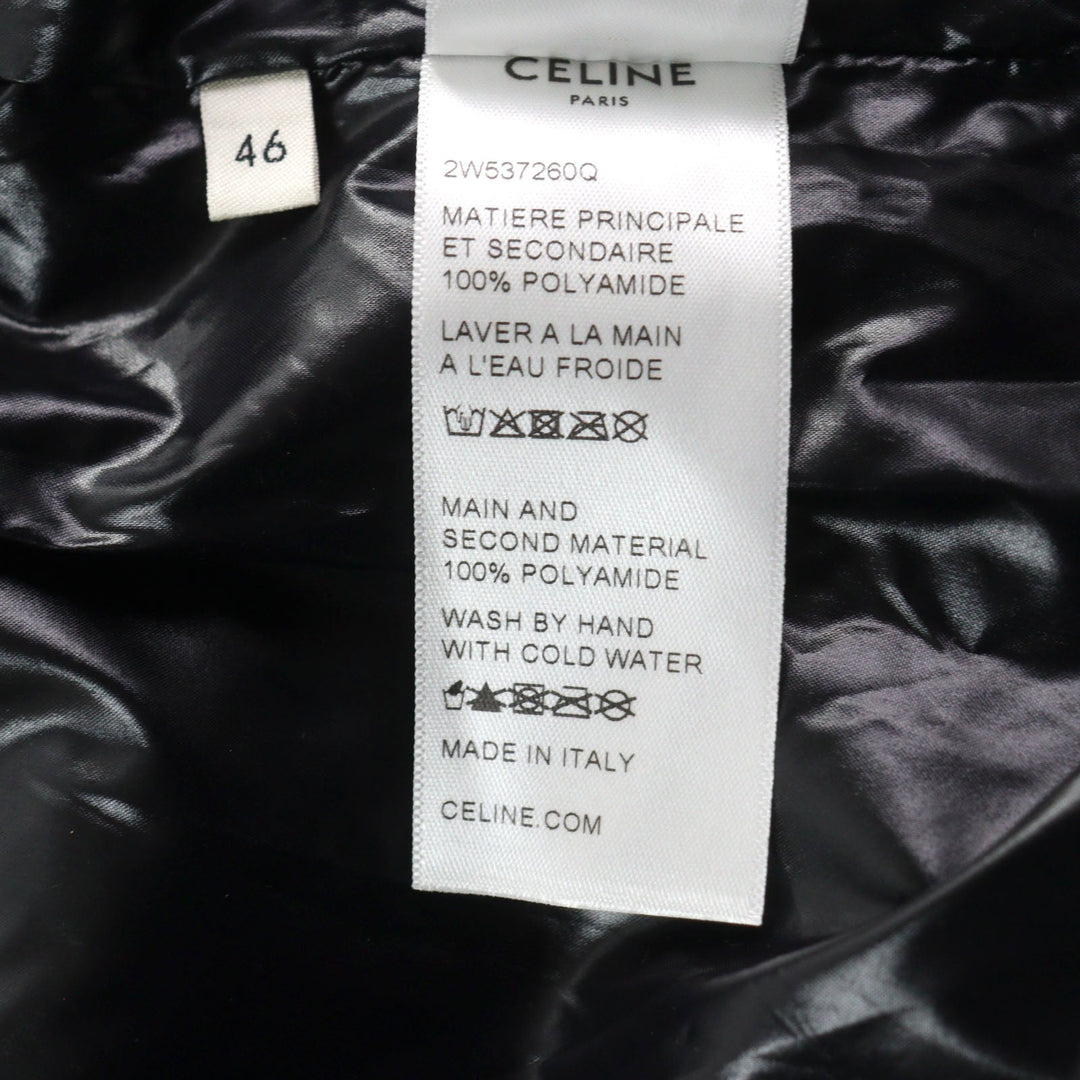 CELINE
PARIS
46
2W537260Q
MATIERE PRINCIPALE
ET SECONDAIRE
100% POLYAMIDE
LAVER A LA MAIN
A L'EAU FROIDE
MAIN AND
SECOND MATERIAL
100% POLYAMIDE
WASH BY HAND
WITH COLD WATER
MADE IN ITALY
CELINE.COM